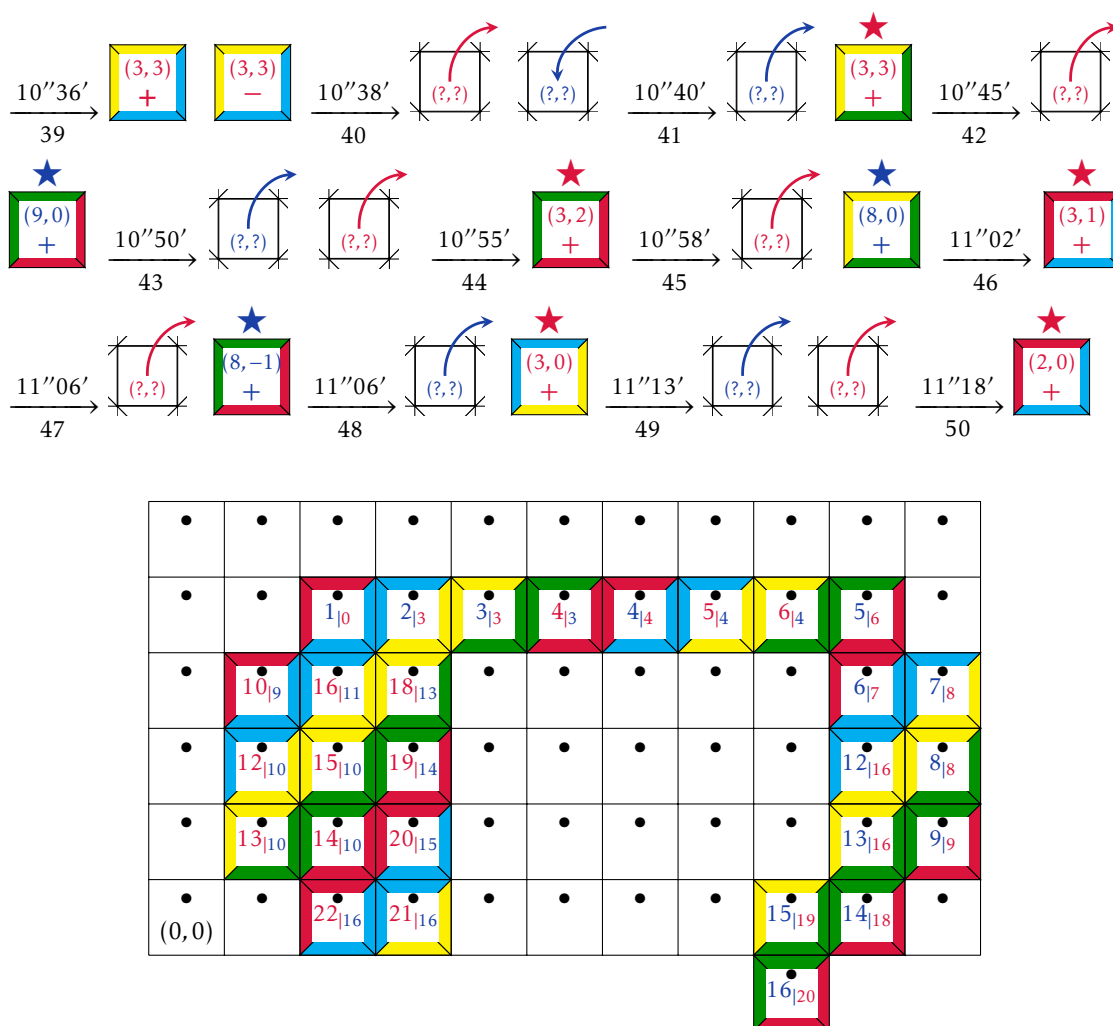 (3,3) (3,3)
10″36′ + − 10″38′ (?,?) (?,?) 10″40′ (?,?) (3,3) + 10″45′ (?,?)
39 40 41 42
(9,0) + 10″50′ (?,?) (?,?) 10″55′ (3,2) + 10″58′ (?,?) (8,0) + 11″02′ (3,1) +
43 44 45 46
11″06′ (?,?) (8,−1) + 11″06′ (?,?) (3,0) + 11″13′ (?,?) (?,?) 11″18′ (2,0) +
47 48 49 50
1|0 2|3 3|3 4|3 4|4 5|4 6|4 5|6
10|9 16|11 18|13 6|7 7|8
12|10 15|10 19|14 12|16 8|8
13|10 14|10 20|15 13|16 9|9
(0,0) 22|16 21|16 15|19 14|18
16|20